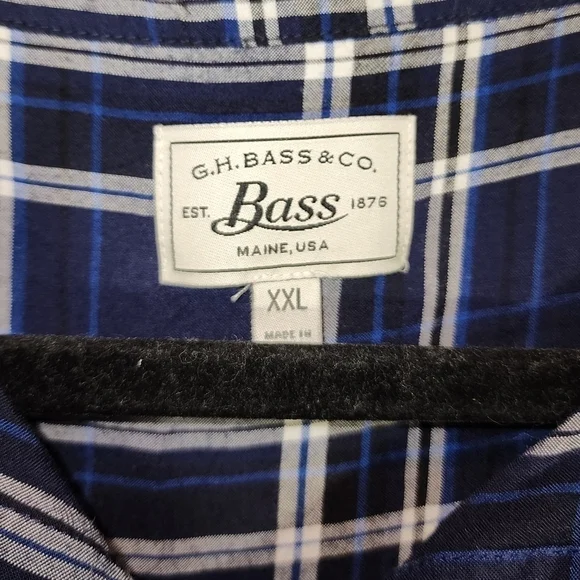 G.H. BASS & CO.
EST. Bass 1876
MAINE, USA
XXL
MADE IN